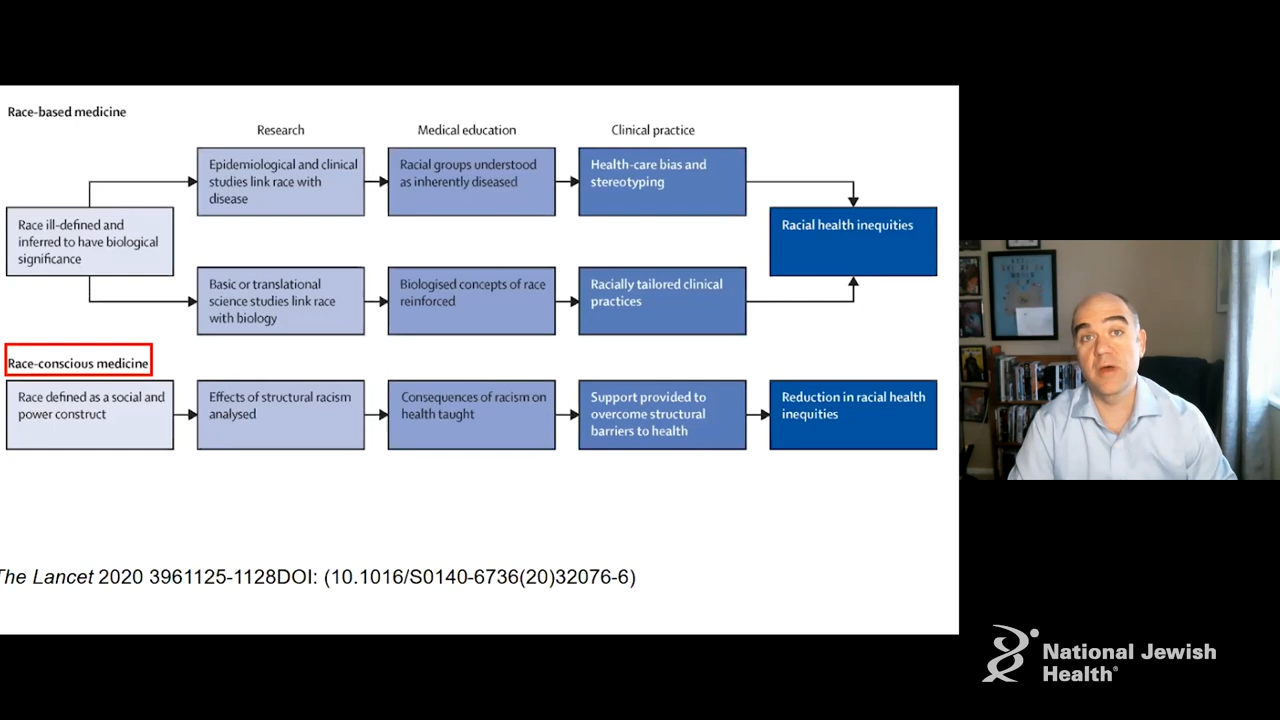 Race-based medicine
Research
Medical education
Clinical practice
Race ill-defined and
inferred to have biological
significance
Epidemiological and clinical
studies link race with
disease
Racial groups understood
as inherently diseased
Health-care bias and
stereotyping
Racial health inequities
Basic or translational
science studies link race
with biology
Biologised concepts of race
reinforced
Racially tailored clinical
practices
Race-conscious medicine
Race defined as a social and
power construct
Effects of structural racism
analysed
Consequences of racism on
health taught
Support provided to
overcome structural
barriers to health
Reduction in racial health
inequities
The Lancet 2020 3961125-1128DOI: (10.1016/S0140-6736(20)32076-6)
National Jewish
Health®